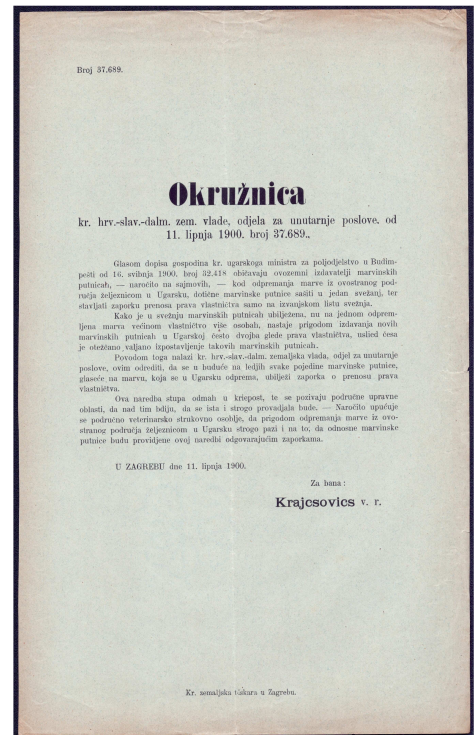 Broj 37.689.
Okružnica
kr. hrv.-slav.-dalm. zem. vlade, odjela za unutarnje poslove, od
11. lipnja 1900. broj 37.689.,
Glasom dopisa gospodina kr. ugarskoga ministra za poljodjelstvo u Budim-
pešti od 16. svibnja 1900. broj 32.418 običavaju ovozemni izdavatelji marvinskih
putnicah, — naročito na sajmovih, — kod odpremanja marve iz ovostranog pod-
ručja željeznicom u Ugarsku, dotične marvinske putnice sašiti u jedan svežanj, ter
stavljati zaporku prenosa prava vlastničtva samo na izvanjskom listu svežnja.
Kako je u svežnju marvinskih putnicah ubilježena, nu na jednom odprem-
ljena marva većinom vlastničtvo više osobah, nastaje prigodom izdavanja novih
marvinskih putnicah u Ugarskoj često dvojba glede prava vlastničtva, uslied česa
je otežčano valjano izpostavljenje takovih marvinskih putnicah.
Povodom toga nalazi kr. hrv.-slav.-dalm. zemaljska vlada, odjel za unutarnje
poslove, ovim odrediti, da se u buduće na ledjih svake pojedine marvinske putnice,
glaseće na marvu, koja se u Ugarsku odprema, ubilježi zaporka o prenosu prava
vlastničtva.
Ova naredba stupa odmah u kriepost, te se pozivaju područne upravne
oblasti, da nad tim bdiju, da se ista i strogo provadjala bude. — Naročito upućuje
se područno veterinarsko strukovno osoblje, da prigodom odpremanja marve iz ovo-
stranog područja željeznicom u Ugarsku strogo pazi i na to, da odnosne marvinske
putnice budu providjene ovoj naredbi odgovarajućim zaporkama.
U ZAGREBU dne 11. lipnja 1900.
Za bana:
Krajcsovics v. r.
Kr. zemaljska tiskara u Zagrebu.